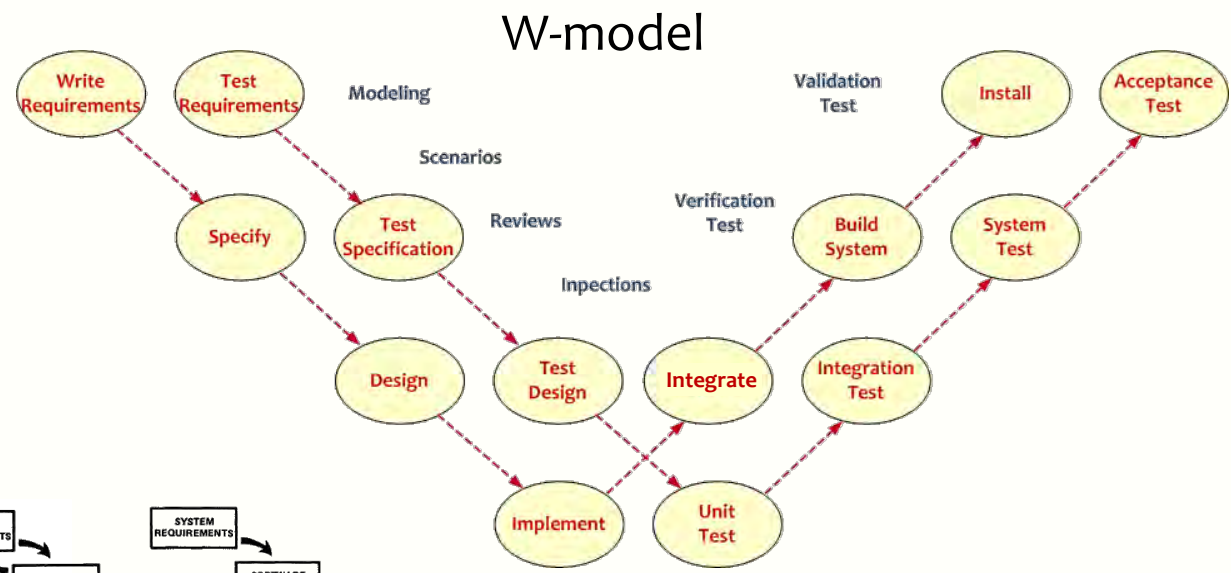 W-model
Write
Requirements
Test
Requirements
Modeling
Validation
Test
Install
Acceptance
Test
Scenarios
Specify
Test
Specification
Reviews
Verification
Test
Build
System
System
Test
Inpections
Design
Test
Design
Integrate
Integration
Test
Implement
Unit
Test
SYSTEM
REQUIREMENTS